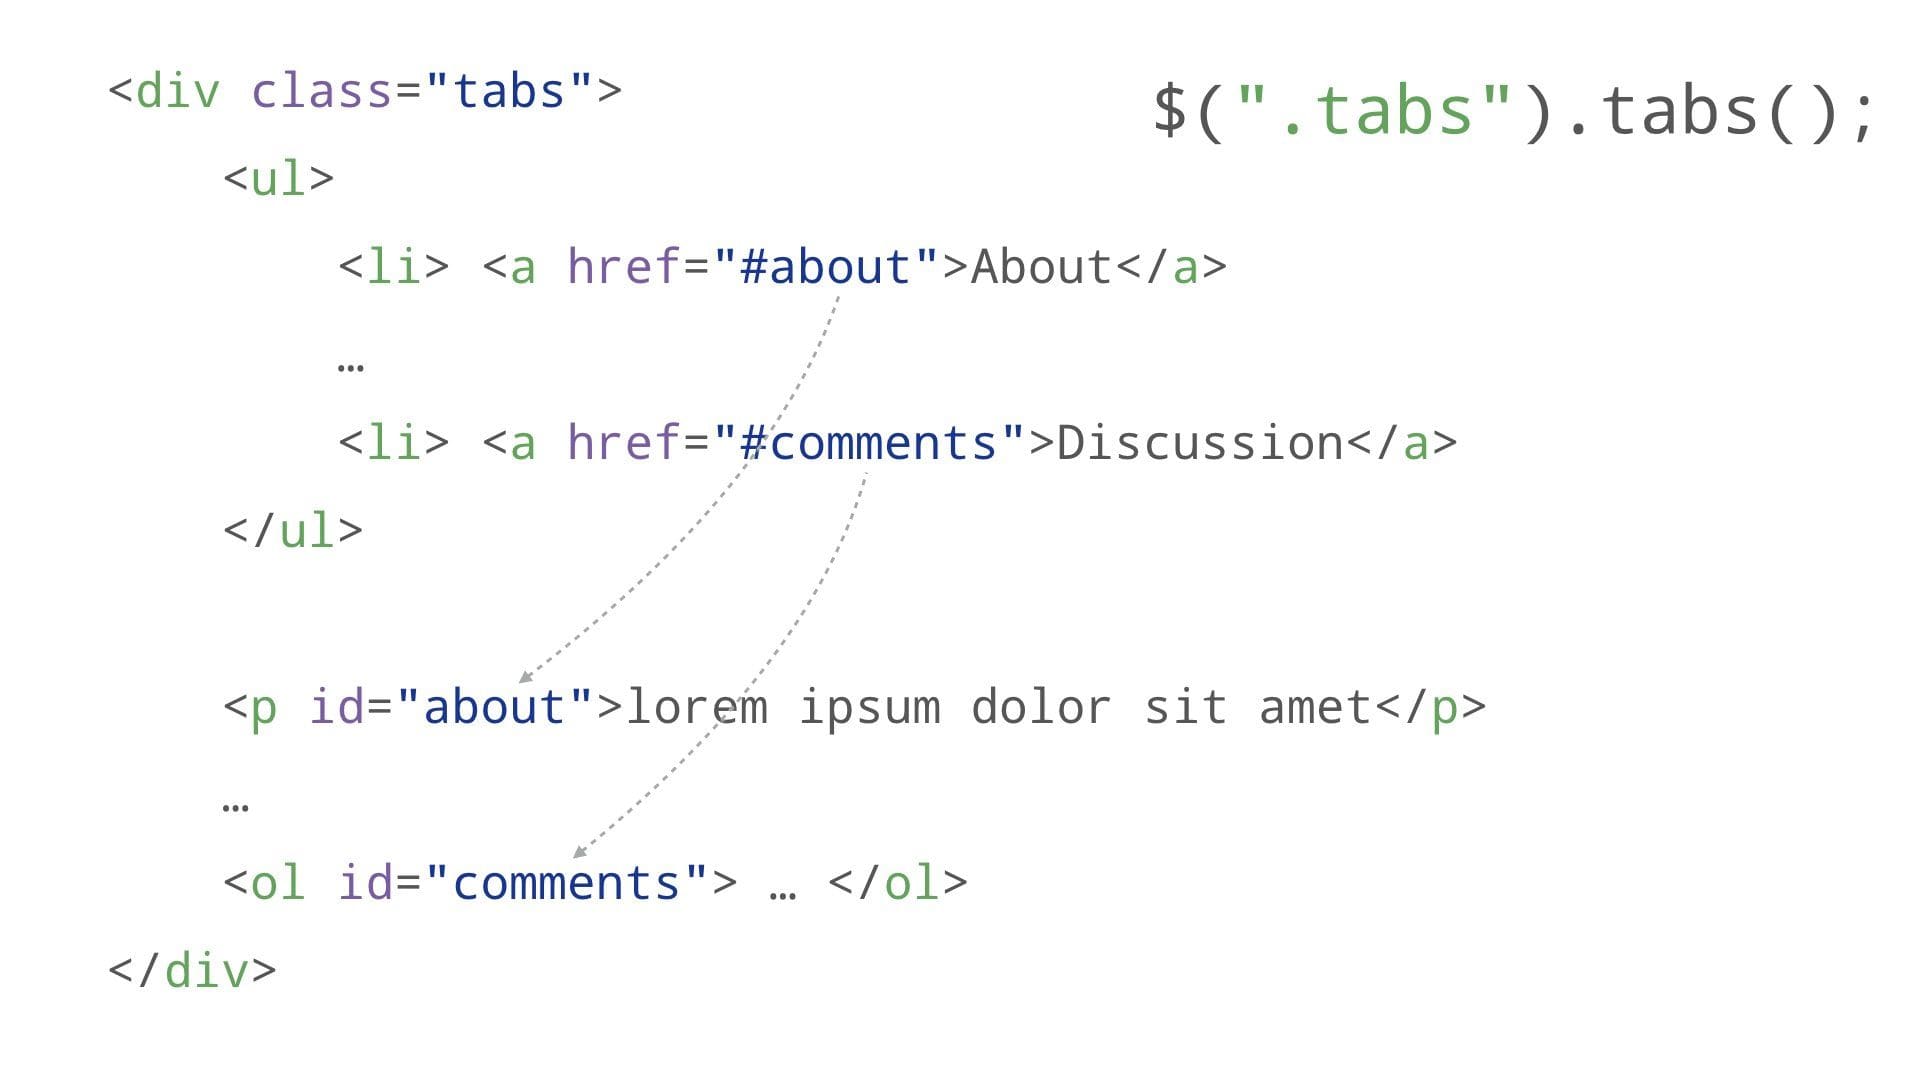 <div class="tabs">
$(".tabs").tabs();
<ul>
<li> <a href="#about">About</a>
…
<li> <a href="#comments">Discussion</a>
</ul>
<p id="about">lorem ipsum dolor sit amet</p>
…
<ol id="comments"> … </ol>
</div>